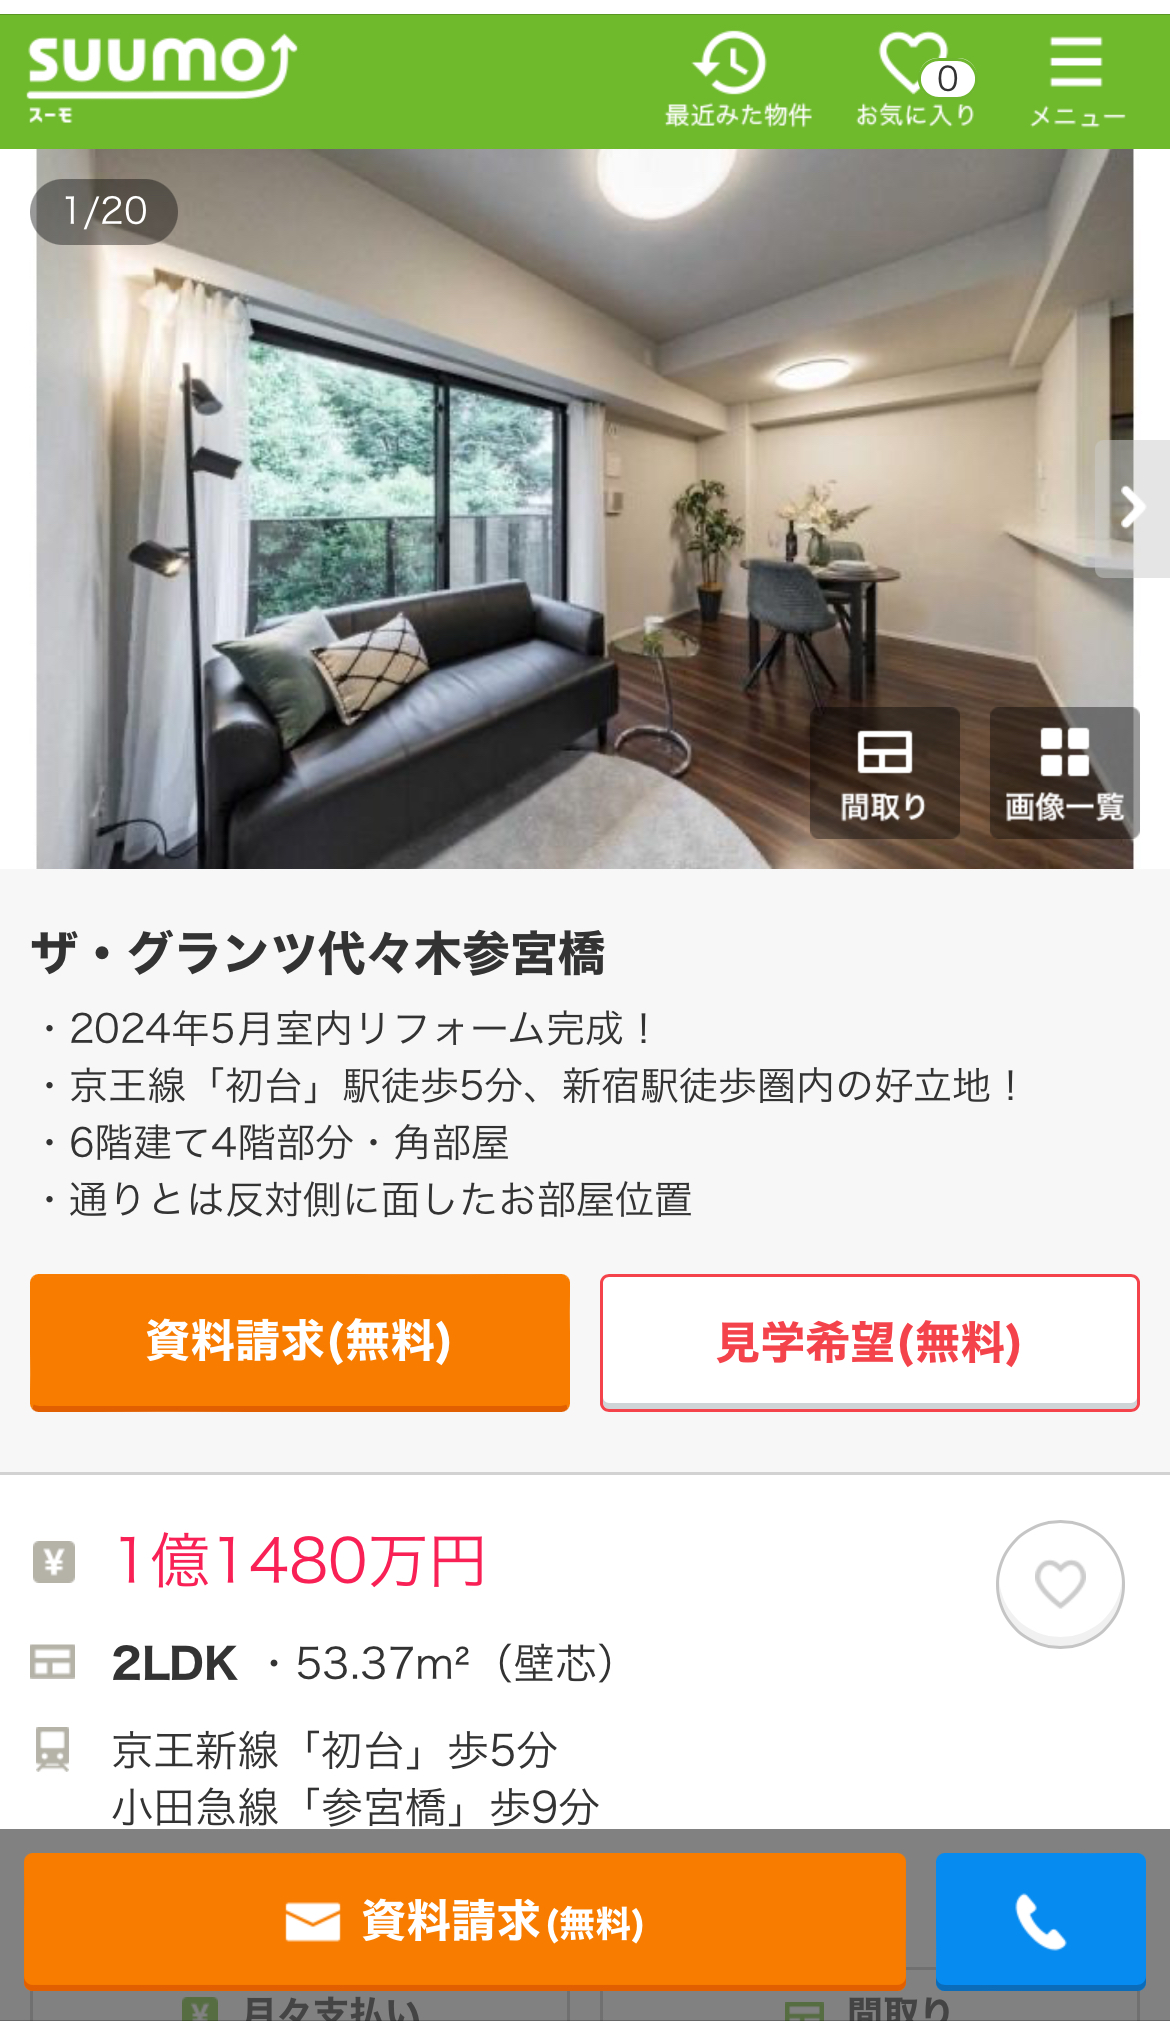 suumo
スーモ
最近みた物件
お気に入り
0
メニュー
1/20
間取り
画像一覧
ザ・グランツ代々木参宮橋
・2024年5月室内リフォーム完成！
・京王線「初台」駅徒歩5分、新宿駅徒歩圏内の好立地！
・6階建て4階部分・角部屋
・通りとは反対側に面したお部屋位置
資料請求(無料)
見学希望(無料)
¥ 1億1480万円
2LDK ・53.37m²（壁芯）
京王新線「初台」歩5分
小田急線「参宮橋」歩9分
資料請求(無料)
¥ 月々支払い
間取り